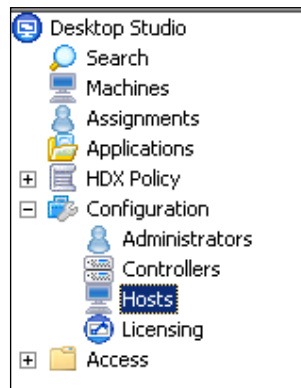 Desktop Studio
Search
Machines
Assignments
Applications
HDX Policy
Configuration
Administrators
Controllers
Hosts
Licensing
Access